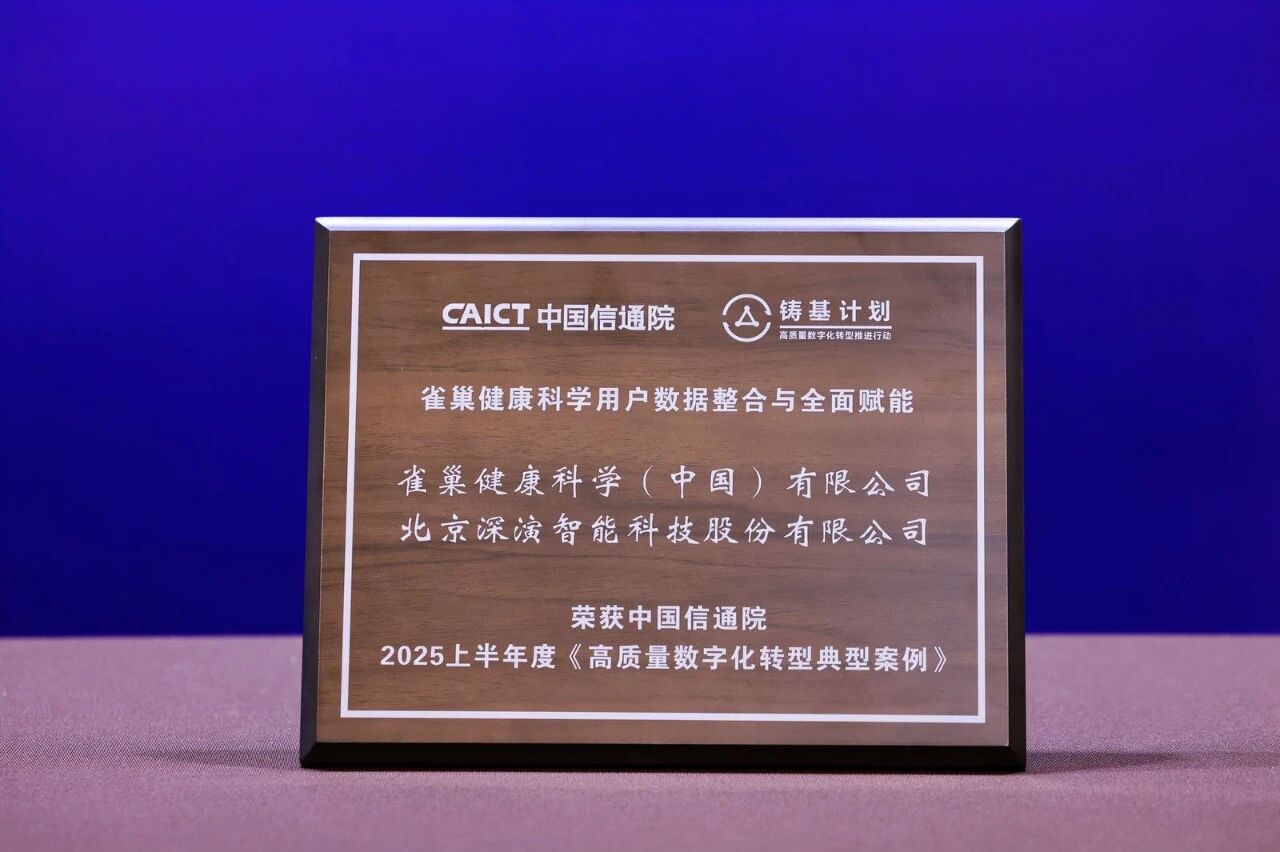 CAICT 中国信通院
铸基计划
高质量数字化转型推进行动
雀巢健康科学用户数据整合与全面赋能
雀巢健康科学（中国）有限公司
北京深演智能科技股份有限公司
荣获中国信通院
2025上半年度《高质量数字化转型典型案例》